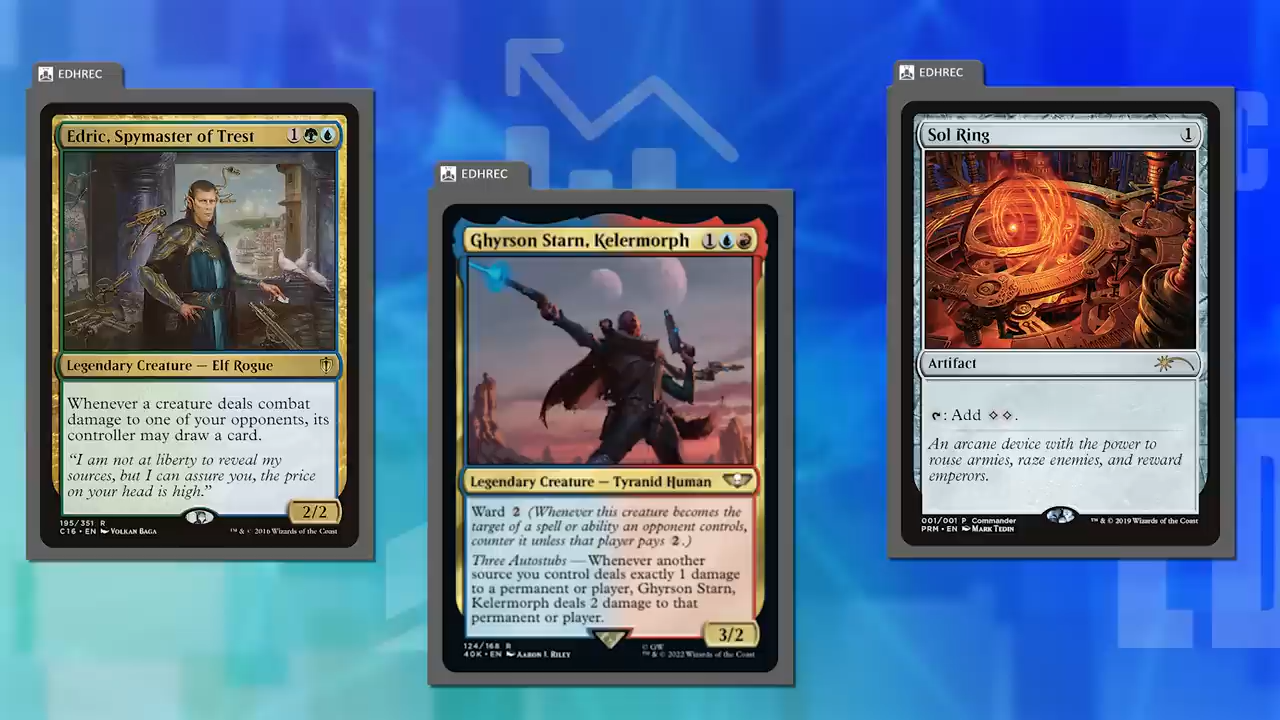 EDHREC
Edric, Spymaster of Trest 1
Legendary Creature — Elf Rogue
Whenever a creature deals combat
damage to one of your opponents, its
controller may draw a card.
"I am not at liberty to reveal my
sources, but I can assure you, the price
on your head is high."
2/2
195/351 R
C16 • EN VOLKAN BAGA ™ & © 2016 Wizards of the Coast
EDHREC
Ghyrson Starn, Kelermorph 1
Legendary Creature — Tyranid Human
Ward 2 (Whenever this creature becomes the
target of a spell or ability an opponent controls,
counter it unless that player pays 2.)
Three Autostubs — Whenever another
source you control deals exactly 1 damage
to a permanent or player, Ghyrson Starn,
Kelermorph deals 2 damage to that
permanent or player.
3/2
124/168 R
40K • EN AARON J. RILEY
© GW
™ & © 2022 Wizards of the Coast
EDHREC
Sol Ring 1
Artifact
: Add .
An arcane device with the power to
rouse armies, raze enemies, and reward
emperors.
001/001 P Commander
PRM • EN MARK TEDIN ™ & © 2019 Wizards of the Coast